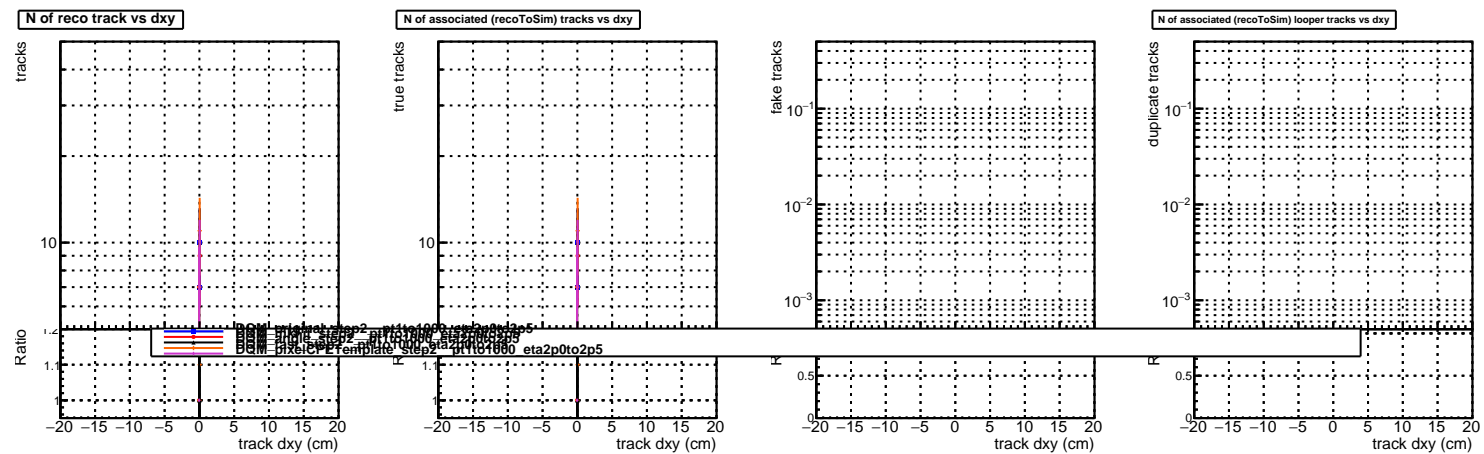 N of reco track vs dxy
N of associated (recoToSim) tracks vs dxy
N of associated (recoToSim) looper tracks vs dxy
tracks
10
Ratio
1.2
1.1
1
−20 −15 −10 −5 0 5 10 15 20
track dxy (cm)
true tracks
10
−20 −15 −10 −5 0 5 10 15 20
track dxy (cm)
fake tracks
10−1
10−2
10−3
0.5
0
−20 −15 −10 −5 0 5 10 15 20
track dxy (cm)
duplicate tracks
10−1
10−2
10−3
0.5
0
−20 −15 −10 −5 0 5 10 15 20
track dxy (cm)
DQM_original_step2__pt1to1000_eta2p0to2p5
DQM_angle_step2__pt1to1000_eta2p0to2p5
DQM_pixelCPETemplate_step2__pt1to1000_eta2p0to2p5